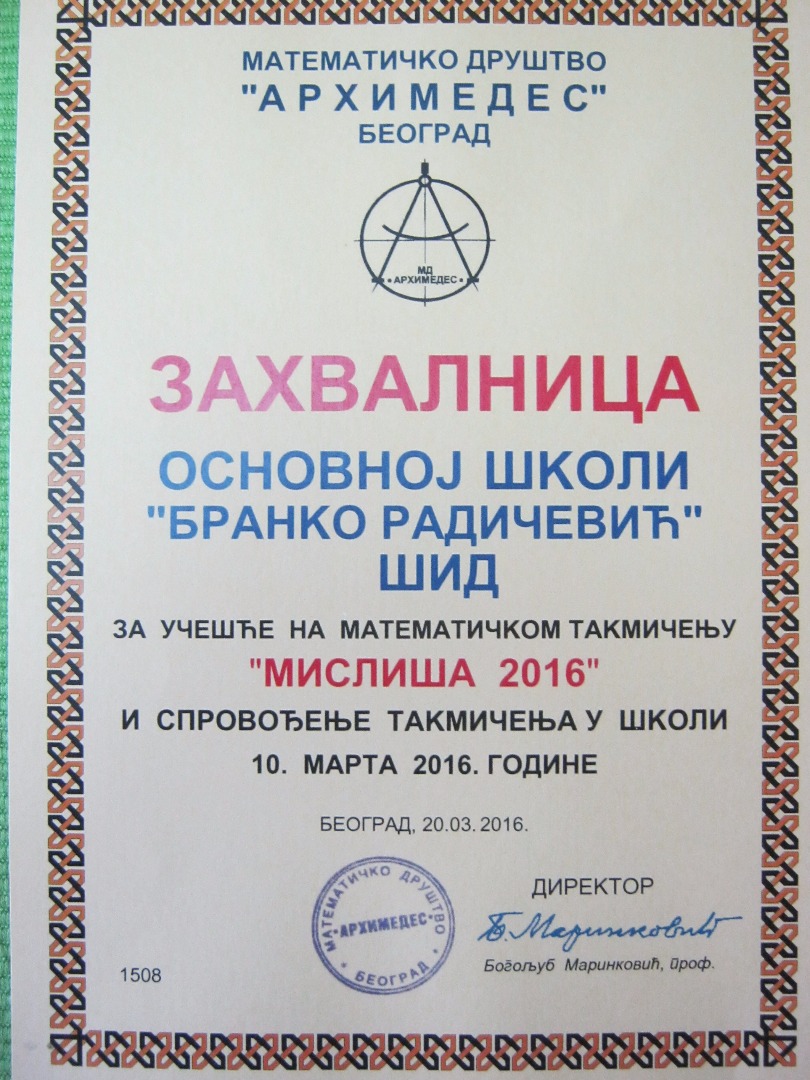 МАТЕМАТИЧКО ДРУШТВО
"АРХИМЕДЕС"
БЕОГРАД
МД
•АРХИМЕДЕС•
ЗАХВАЛНИЦА
ОСНОВНОЈ ШКОЛИ
"БРАНКО РАДИЧЕВИЋ"
ШИД
ЗА УЧЕШЋЕ НА МАТЕМАТИЧКОМ ТАКМИЧЕЊУ
"МИСЛИША 2016"
И СПРОВОЂЕЊЕ ТАКМИЧЕЊА У ШКОЛИ
10. МАРТА 2016. ГОДИНЕ
БЕОГРАД, 20.03.2016.
МАТЕМАТИЧКО ДРУШТВО
•АРХИМЕДЕС•
• БЕОГРАД •
ДИРЕКТОР
Б. Маринковић
Богољуб Маринковић, проф.
1508